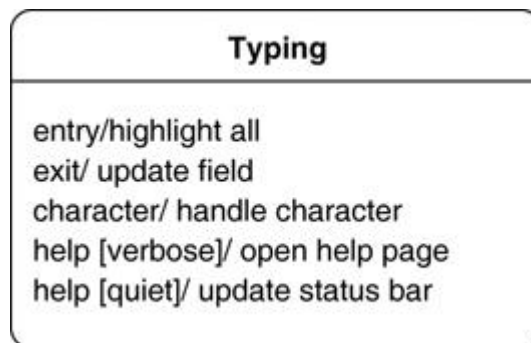 Typing
entry/highlight all
exit/ update field
character/ handle character
help [verbose]/ open help page
help [quiet]/ update status bar